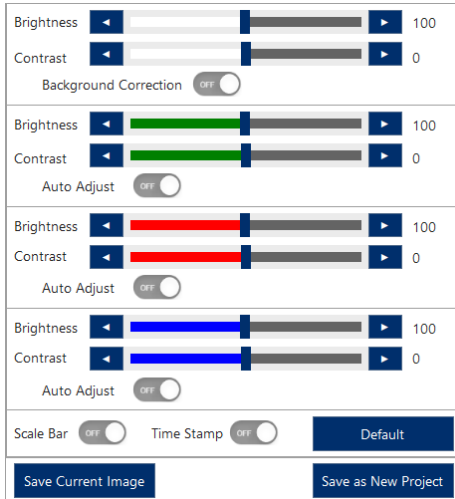 Brightness 100
Contrast 0
Background Correction OFF
Brightness 100
Contrast 0
Auto Adjust OFF
Brightness 100
Contrast 0
Auto Adjust OFF
Brightness 100
Contrast 0
Auto Adjust OFF
Scale Bar OFF Time Stamp OFF Default
Save Current Image Save as New Project